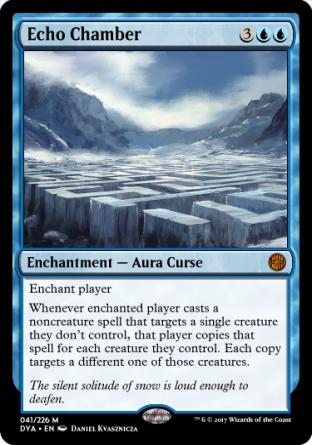 Echo Chamber 3
Enchantment — Aura Curse
Enchant player
Whenever enchanted player casts a
noncreature spell that targets a single creature
they don't control, that player copies that
spell for each creature they control. Each copy
targets a different one of those creatures.
The silent solitude of snow is loud enough to
deafen.
041/226 M
DYA • EN Daniel Kvasznicza
™ & © 2017 Wizards of the Coast